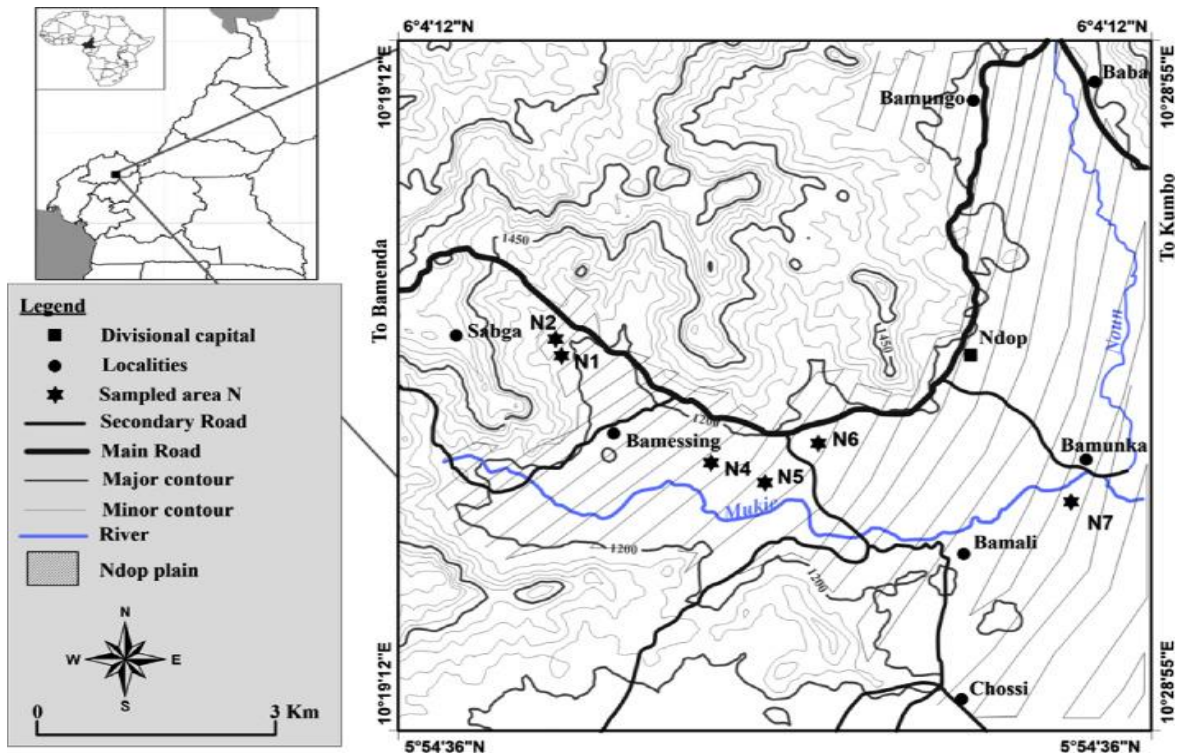 6°4'12"N
6°4'12"N
10°19'12"E
10°28'55"E
Baba
Bamungo
To Bamenda
To Kumbo
1450
Sabga
N2
N1
1450
Ndop
Noun
1200
Bamessing
N6
N4
N5
Bamunka
Mukie
N7
1200
Bamali
1200
Chossi
10°19'12"E
10°28'55"E
5°54'36"N
5°54'36"N
Legend
Divisional capital
Localities
Sampled area N
Secondary Road
Main Road
Major contour
Minor contour
River
Ndop plain
N
W
E
S
0
3 Km